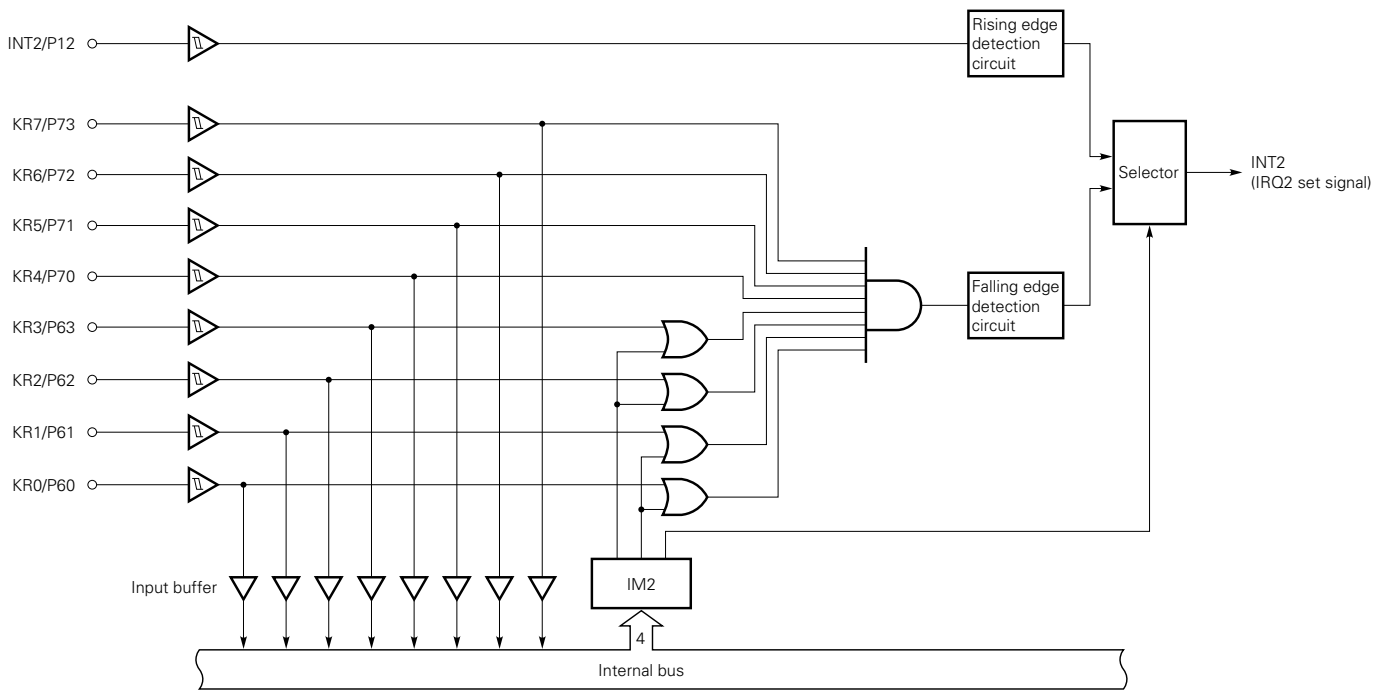 INT2/P12
Rising edge
detection
circuit
KR7/P73
KR6/P72
Selector
INT2
(IRQ2 set signal)
KR5/P71
KR4/P70
Falling edge
detection
circuit
KR3/P63
KR2/P62
KR1/P61
KR0/P60
Input buffer
IM2
4
Internal bus